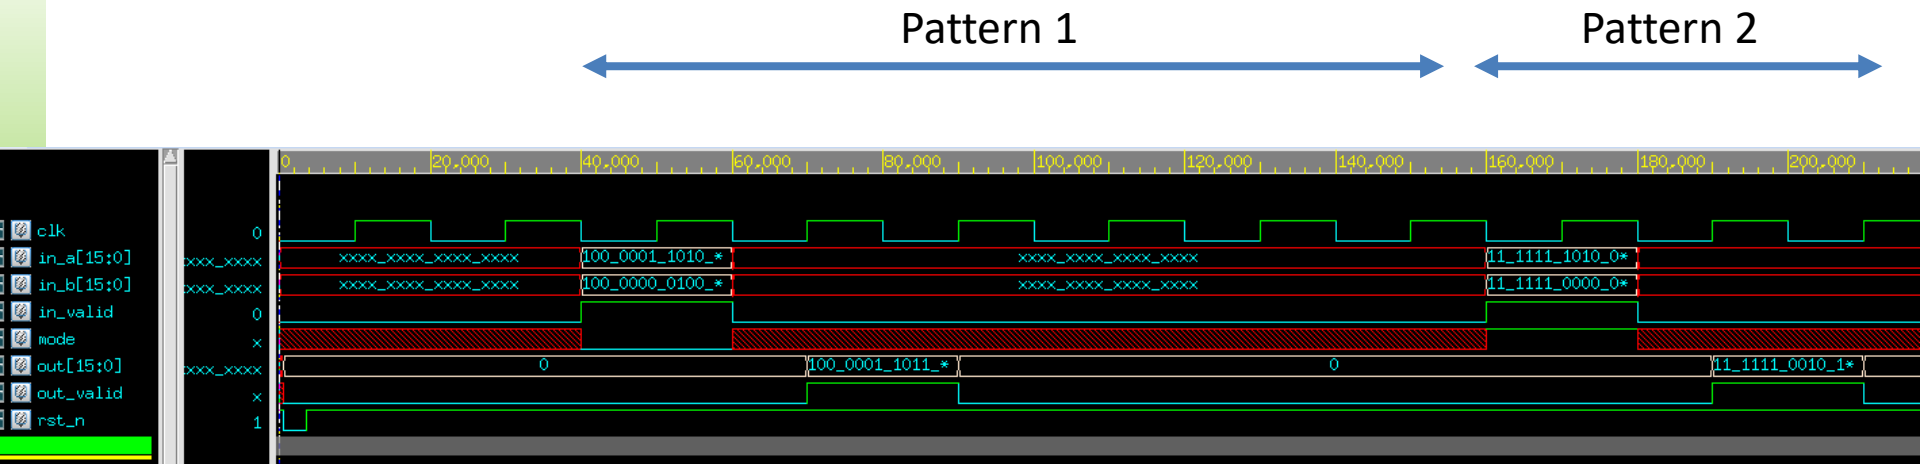 Pattern 1 Pattern 2
0 20,000 40,000 60,000 80,000 100,000 120,000 140,000 160,000 180,000 200,000
clk 0
in_a[15:0] xxx_xxxx xxxx_xxxx_xxxx_xxxx 100_0001_1010_* xxxx_xxxx_xxxx_xxxx 11_1111_1010_0*
in_b[15:0] xxx_xxxx xxxx_xxxx_xxxx_xxxx 100_0000_0100_* xxxx_xxxx_xxxx_xxxx 11_1111_0000_0*
in_valid 0
mode x
out[15:0] xxx_xxxx 0 100_0001_1011_* 0 11_1111_0010_1*
out_valid x
rst_n 1